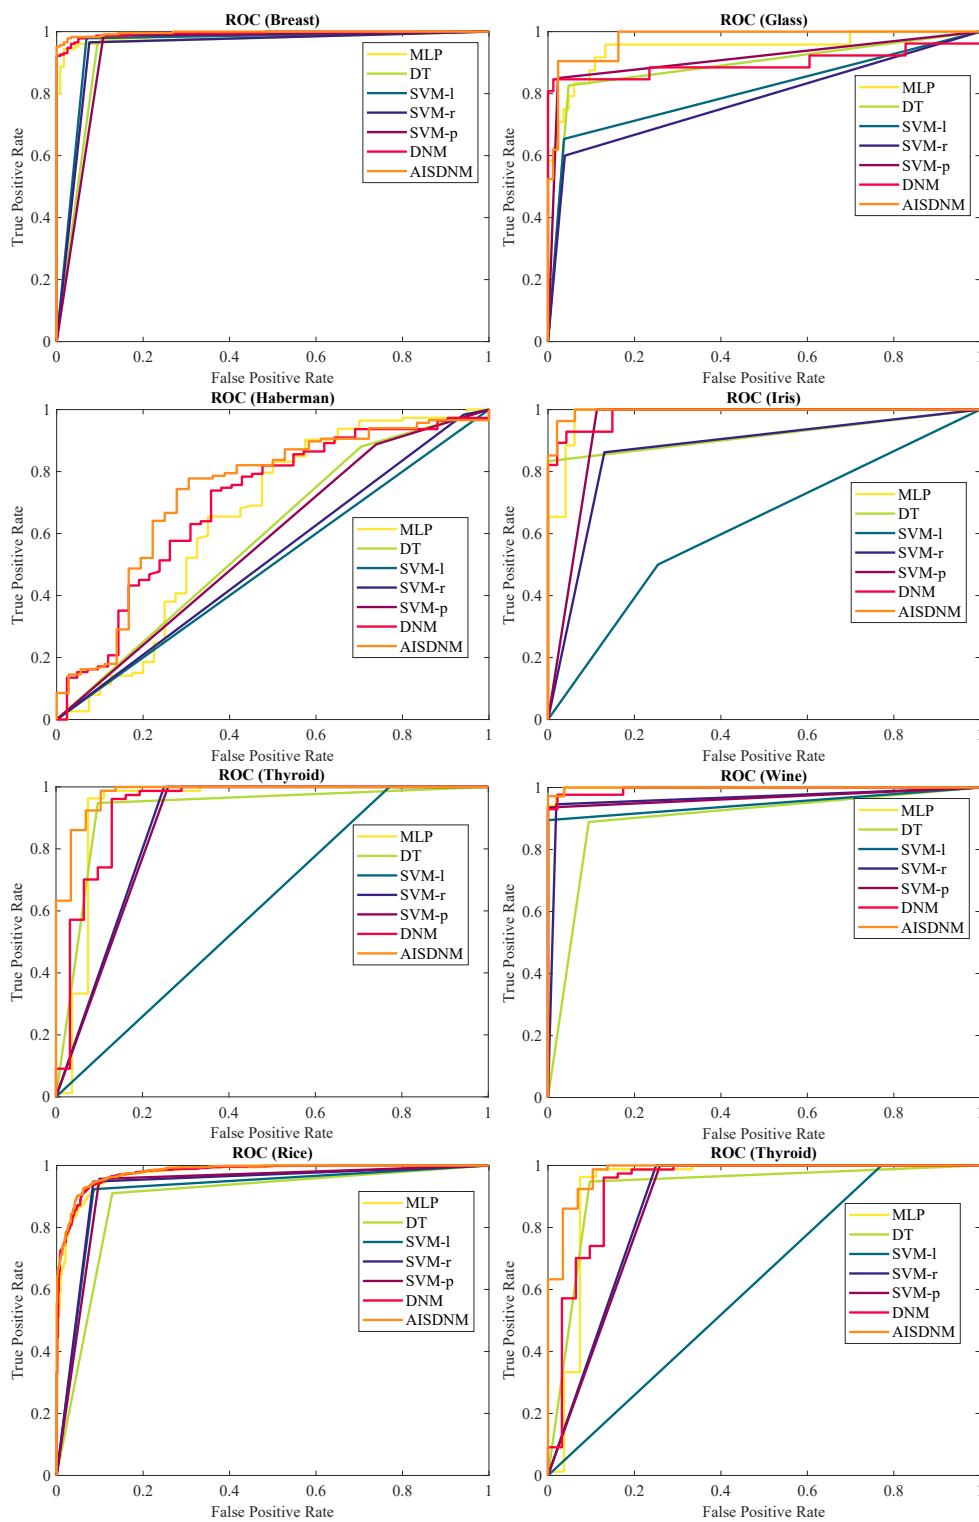 ROC (Breast)
1
0.8
0.6
0.4
0.2
0
True Positive Rate
MLP
DT
SVM-l
SVM-r
SVM-p
DNM
AISDNM
0 0.2 0.4 0.6 0.8 1
False Positive Rate
ROC (Glass)
1
0.8
0.6
0.4
0.2
0
True Positive Rate
MLP
DT
SVM-l
SVM-r
SVM-p
DNM
AISDNM
0 0.2 0.4 0.6 0.8 1
False Positive Rate
ROC (Haberman)
1
0.8
0.6
0.4
0.2
0
True Positive Rate
MLP
DT
SVM-l
SVM-r
SVM-p
DNM
AISDNM
0 0.2 0.4 0.6 0.8 1
False Positive Rate
ROC (Iris)
1
0.8
0.6
0.4
0.2
0
True Positive Rate
MLP
DT
SVM-l
SVM-r
SVM-p
DNM
AISDNM
0 0.2 0.4 0.6 0.8 1
False Positive Rate
ROC (Thyroid)
1
0.8
0.6
0.4
0.2
0
True Positive Rate
MLP
DT
SVM-l
SVM-r
SVM-p
DNM
AISDNM
0 0.2 0.4 0.6 0.8 1
False Positive Rate
ROC (Wine)
1
0.8
0.6
0.4
0.2
0
True Positive Rate
MLP
DT
SVM-l
SVM-r
SVM-p
DNM
AISDNM
0 0.2 0.4 0.6 0.8 1
False Positive Rate
ROC (Rice)
1
0.8
0.6
0.4
0.2
0
True Positive Rate
MLP
DT
SVM-l
SVM-r
SVM-p
DNM
AISDNM
0 0.2 0.4 0.6 0.8 1
False Positive Rate
ROC (Thyroid)
1
0.8
0.6
0.4
0.2
0
True Positive Rate
MLP
DT
SVM-l
SVM-r
SVM-p
DNM
AISDNM
0 0.2 0.4 0.6 0.8 1
False Positive Rate